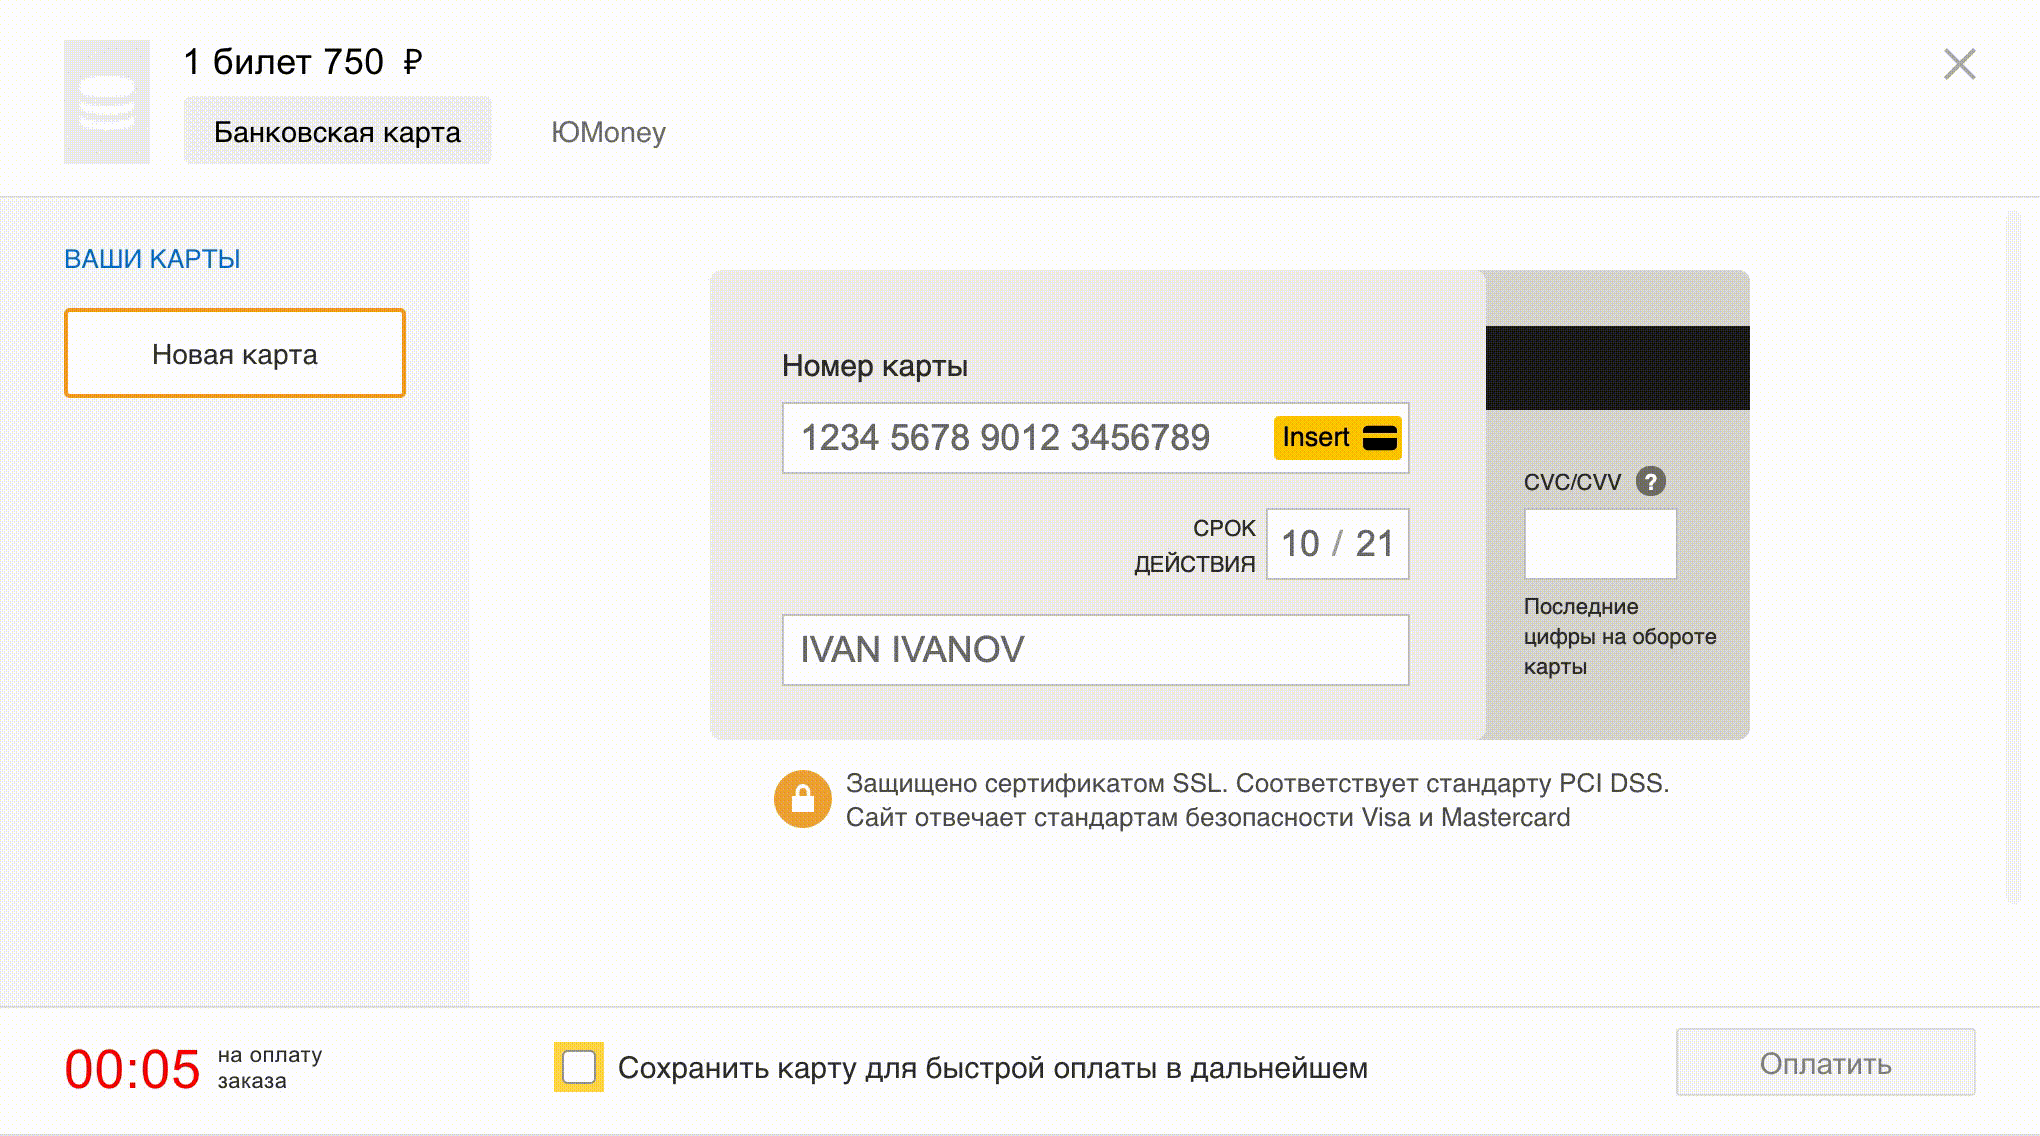 1 билет 750 ₽
Банковская карта
ЮMoney
ВАШИ КАРТЫ
Новая карта
Номер карты
1234 5678 9012 3456789
Insert
СРОК
ДЕЙСТВИЯ
10 / 21
IVAN IVANOV
CVC/CVV ?
Последние
цифры на обороте
карты
Защищено сертификатом SSL. Соответствует стандарту PCI DSS.
Сайт отвечает стандартам безопасности Visa и Mastercard
00:05
на оплату
заказа
Сохранить карту для быстрой оплаты в дальнейшем
Оплатить